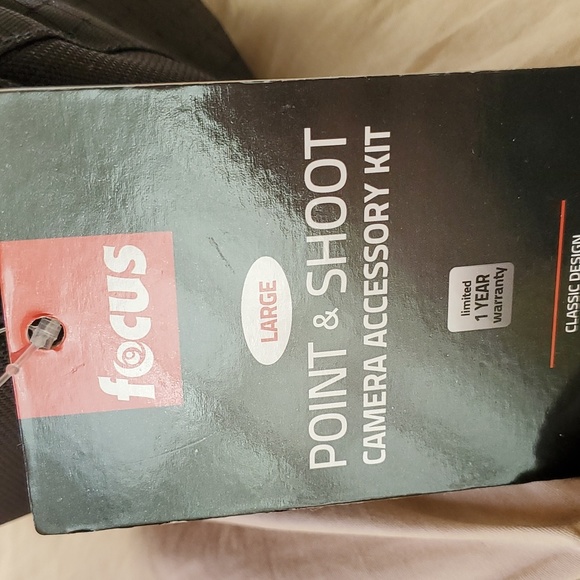 focus
LARGE
POINT & SHOOT
CAMERA ACCESSORY KIT
limited
1 YEAR
warranty
CLASSIC DESIGN